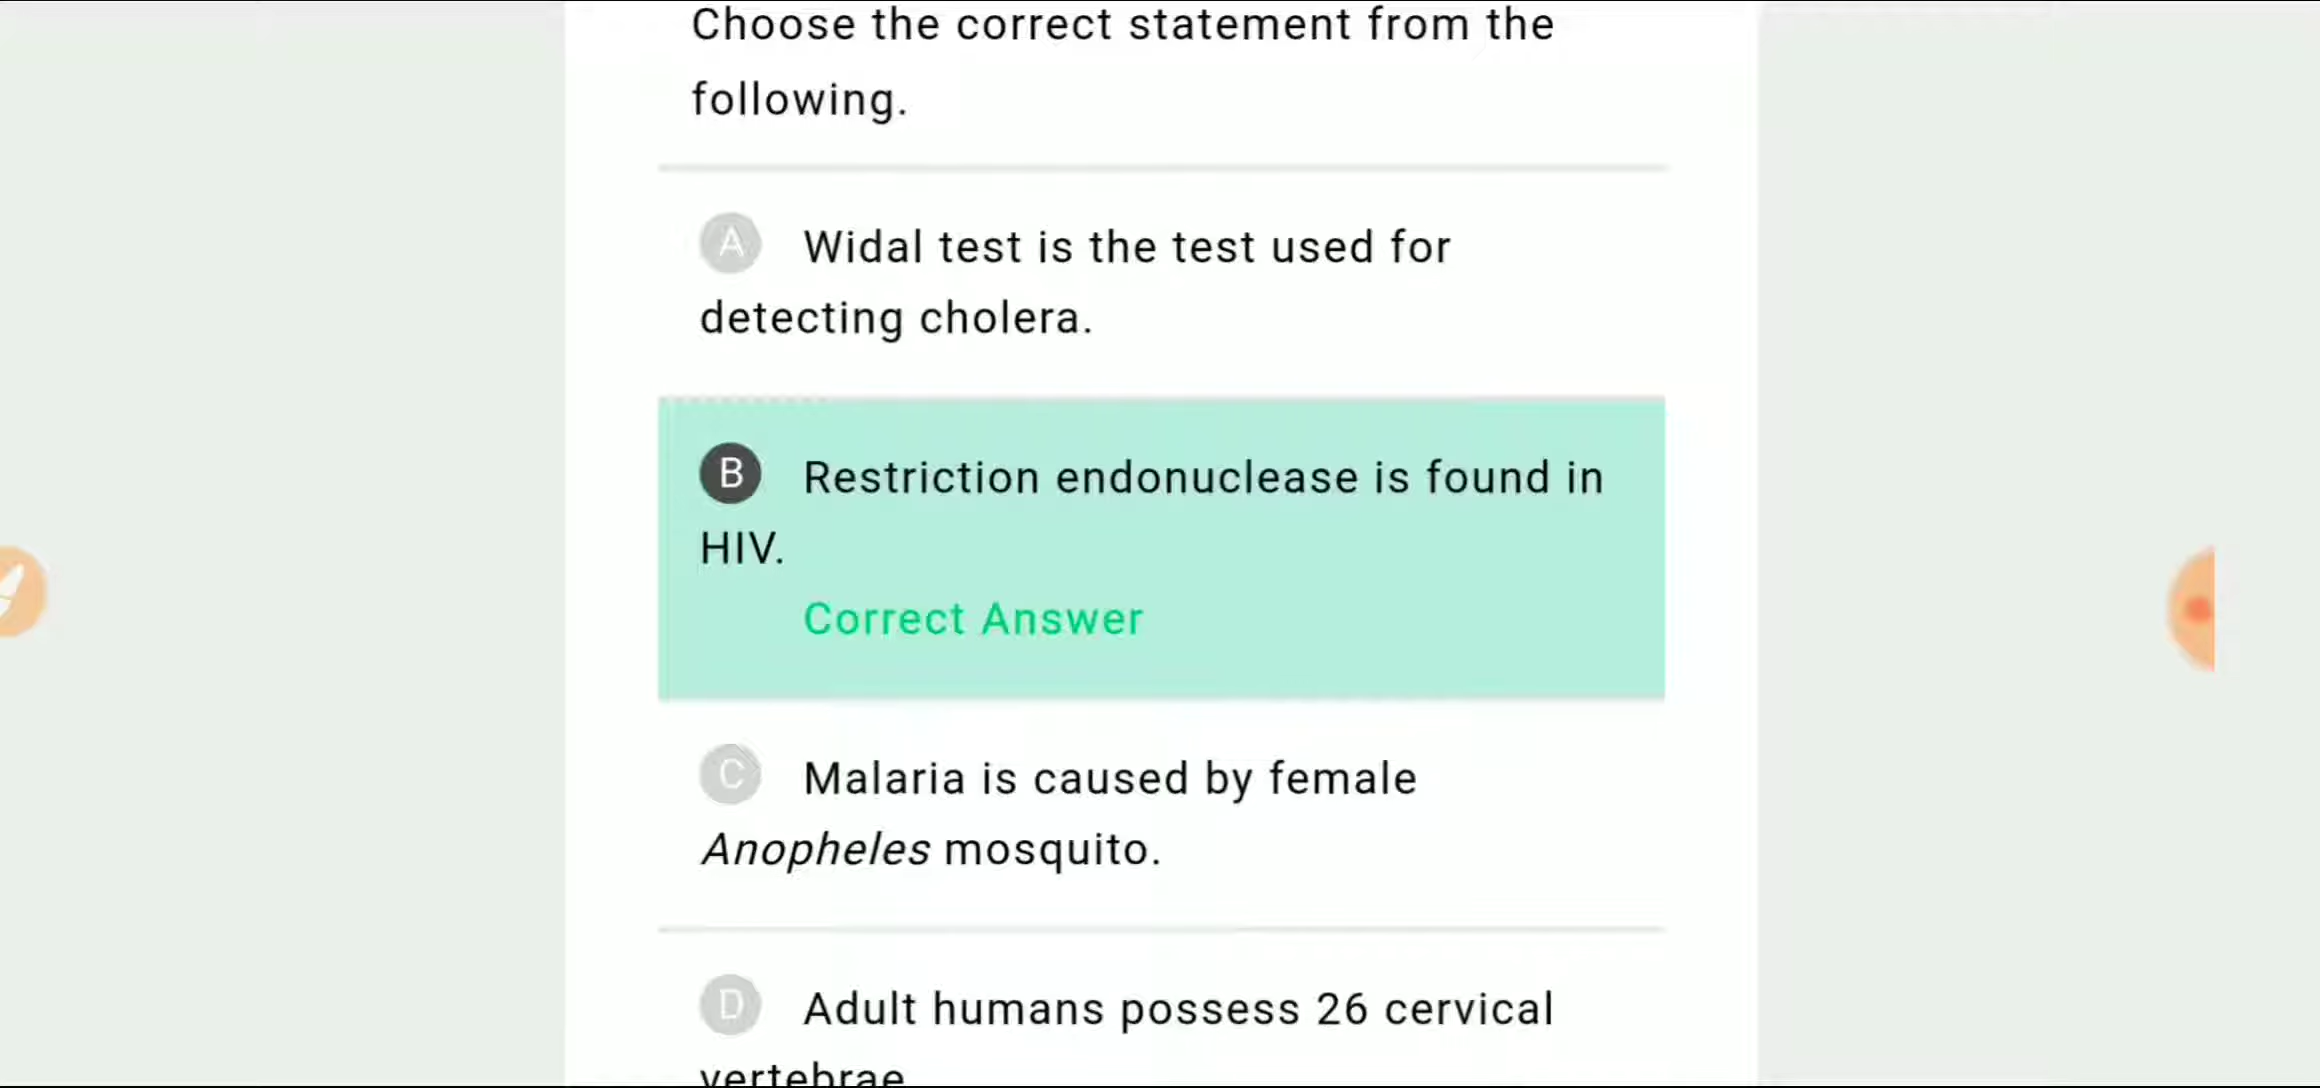 Choose the correct statement from the
following.
A Widal test is the test used for
detecting cholera.
B Restriction endonuclease is found in
HIV.
Correct Answer
C Malaria is caused by female
Anopheles mosquito.
D Adult humans possess 26 cervical
vertebrae